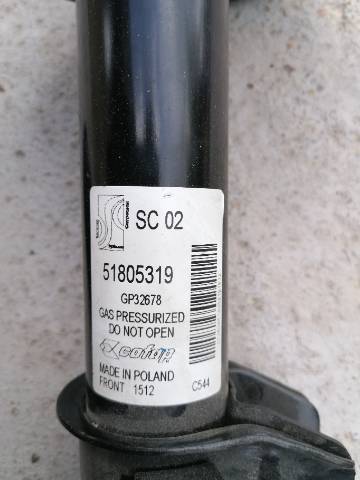 SC 02
51805319
GP32678
GAS PRESSURIZED
DO NOT OPEN
MADE IN POLAND
FRONT 1512
C544